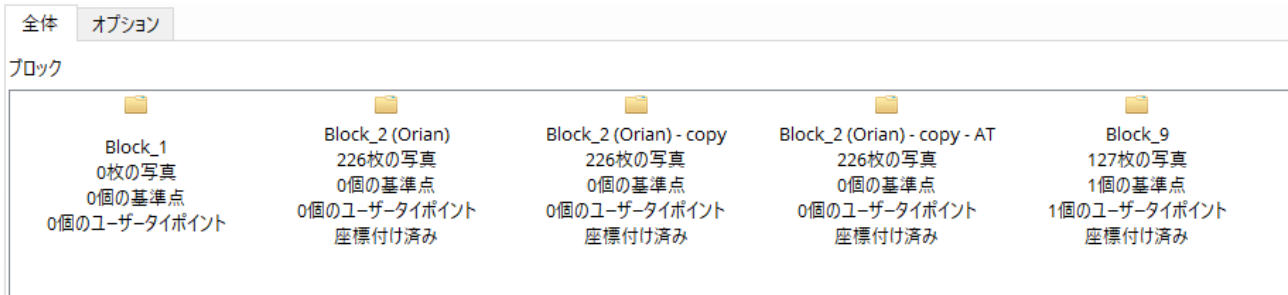 全体
オプション
ブロック
Block_1
0枚の写真
0個の基準点
0個のユーザータイポイント
Block_2 (Orian)
226枚の写真
0個の基準点
0個のユーザータイポイント
座標付け済み
Block_2 (Orian) - copy
226枚の写真
0個の基準点
0個のユーザータイポイント
座標付け済み
Block_2 (Orian) - copy - AT
226枚の写真
0個の基準点
0個のユーザータイポイント
座標付け済み
Block_9
127枚の写真
1個の基準点
1個のユーザータイポイント
座標付け済み